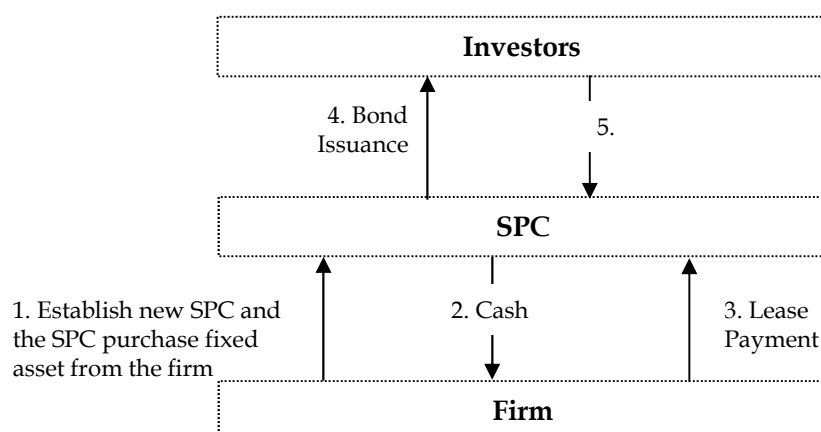 Investors
4. Bond
Issuance
5.
SPC
1. Establish new SPC and
the SPC purchase fixed
asset from the firm
2. Cash
3. Lease
Payment
Firm